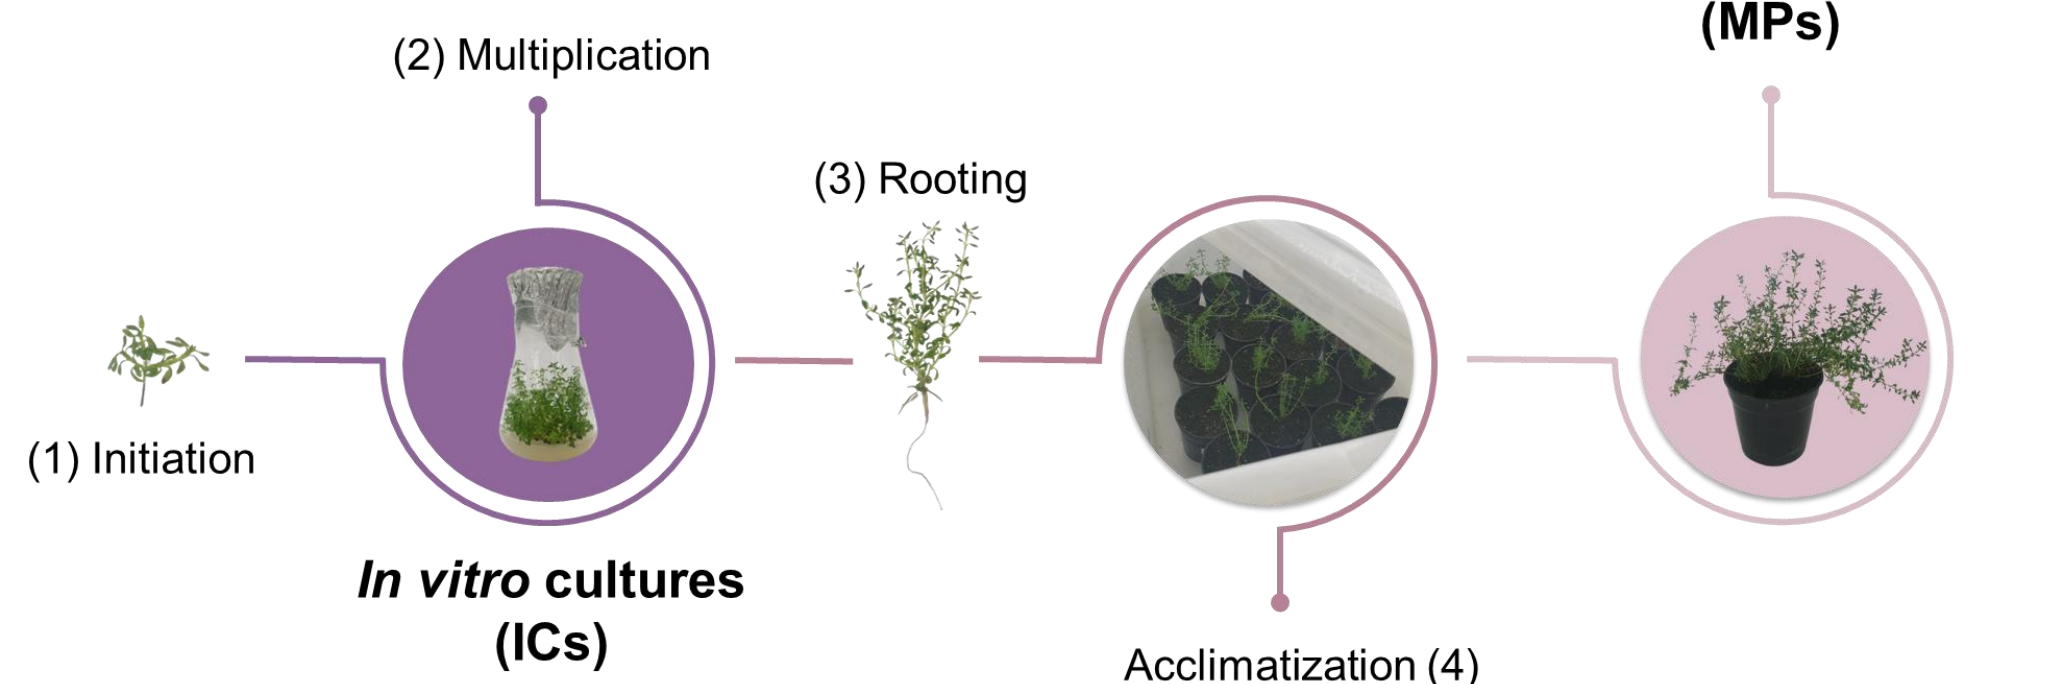 (MPs)
(2) Multiplication
(3) Rooting
(1) Initiation
In vitro cultures
(ICs)
Acclimatization (4)